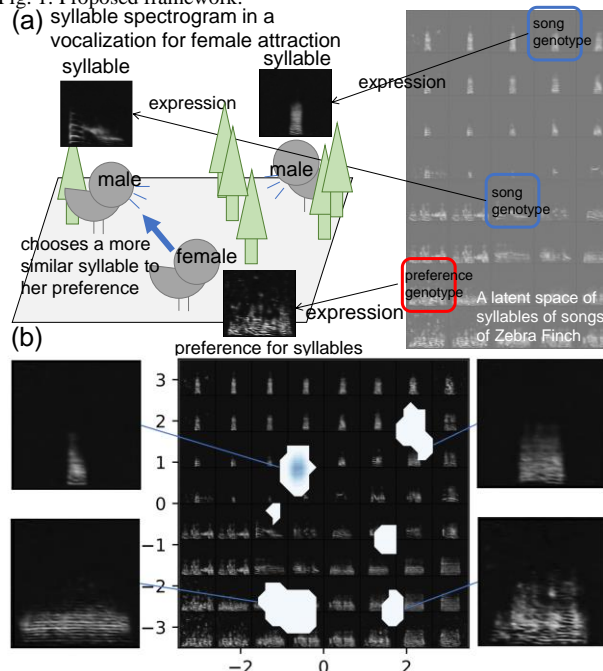 Fig. 1. Proposed framework.
(a) syllable spectrogram in a
vocalization for female attraction
syllable
syllable
song
genotype
expression
expression
male
male
song
genotype
chooses a more
similar syllable to
her preference
female
preference
genotype
expression
A latent space of
syllables of songs
of Zebra Finch
(b)
preference for syllables
3
2
1
0
−1
−2
−3
−2
0
2